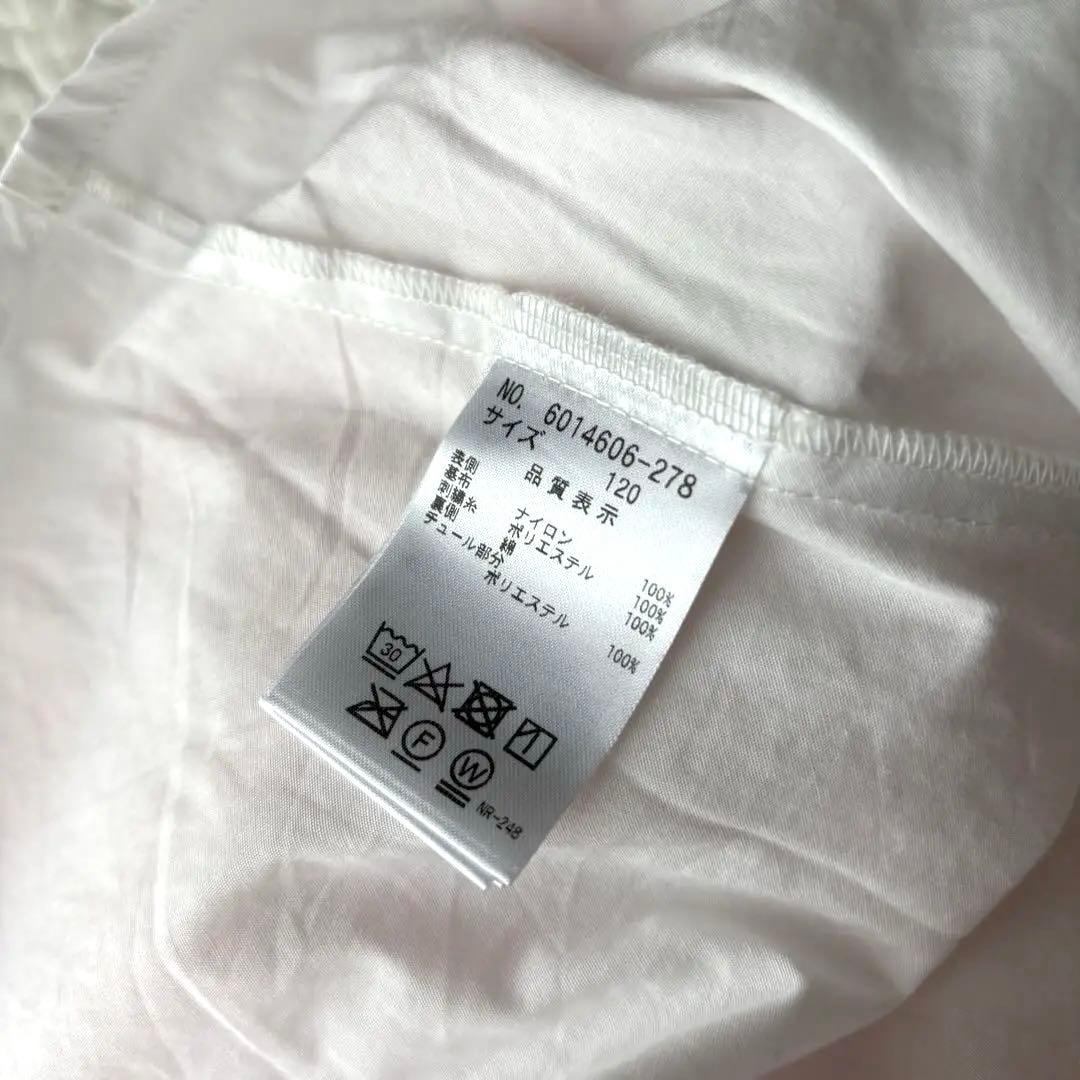 NO. 6014606-278
サイズ 120
品質表示
表側
基布 ナイロン 100%
刺繍糸 ポリエステル 100%
裏側 綿 100%
チュール部分
ポリエステル 100%
30
F
W
NR-248